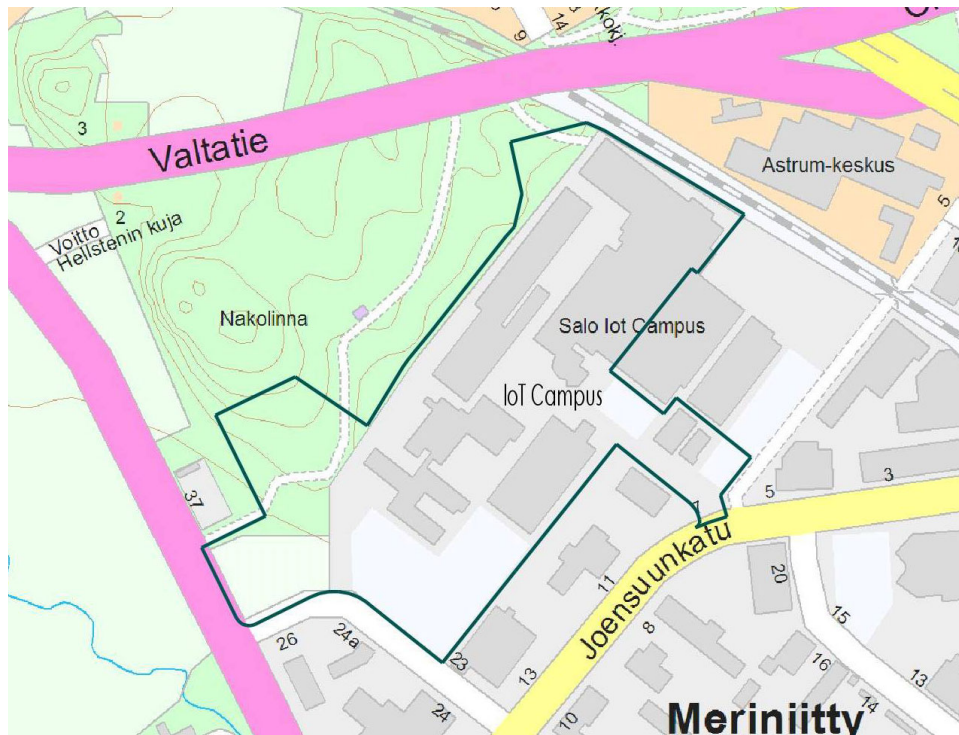 9
14
3
Valtatie
Astrum-keskus
5
2
Voitto
Hellstenin kuja
Nakolinna
Salo Iot Campus
IoT Campus
3
5
7
37
Joensuunkatu
11
20
15
8
26
24a
23
13
16
13
14
24
10
Meriniitty